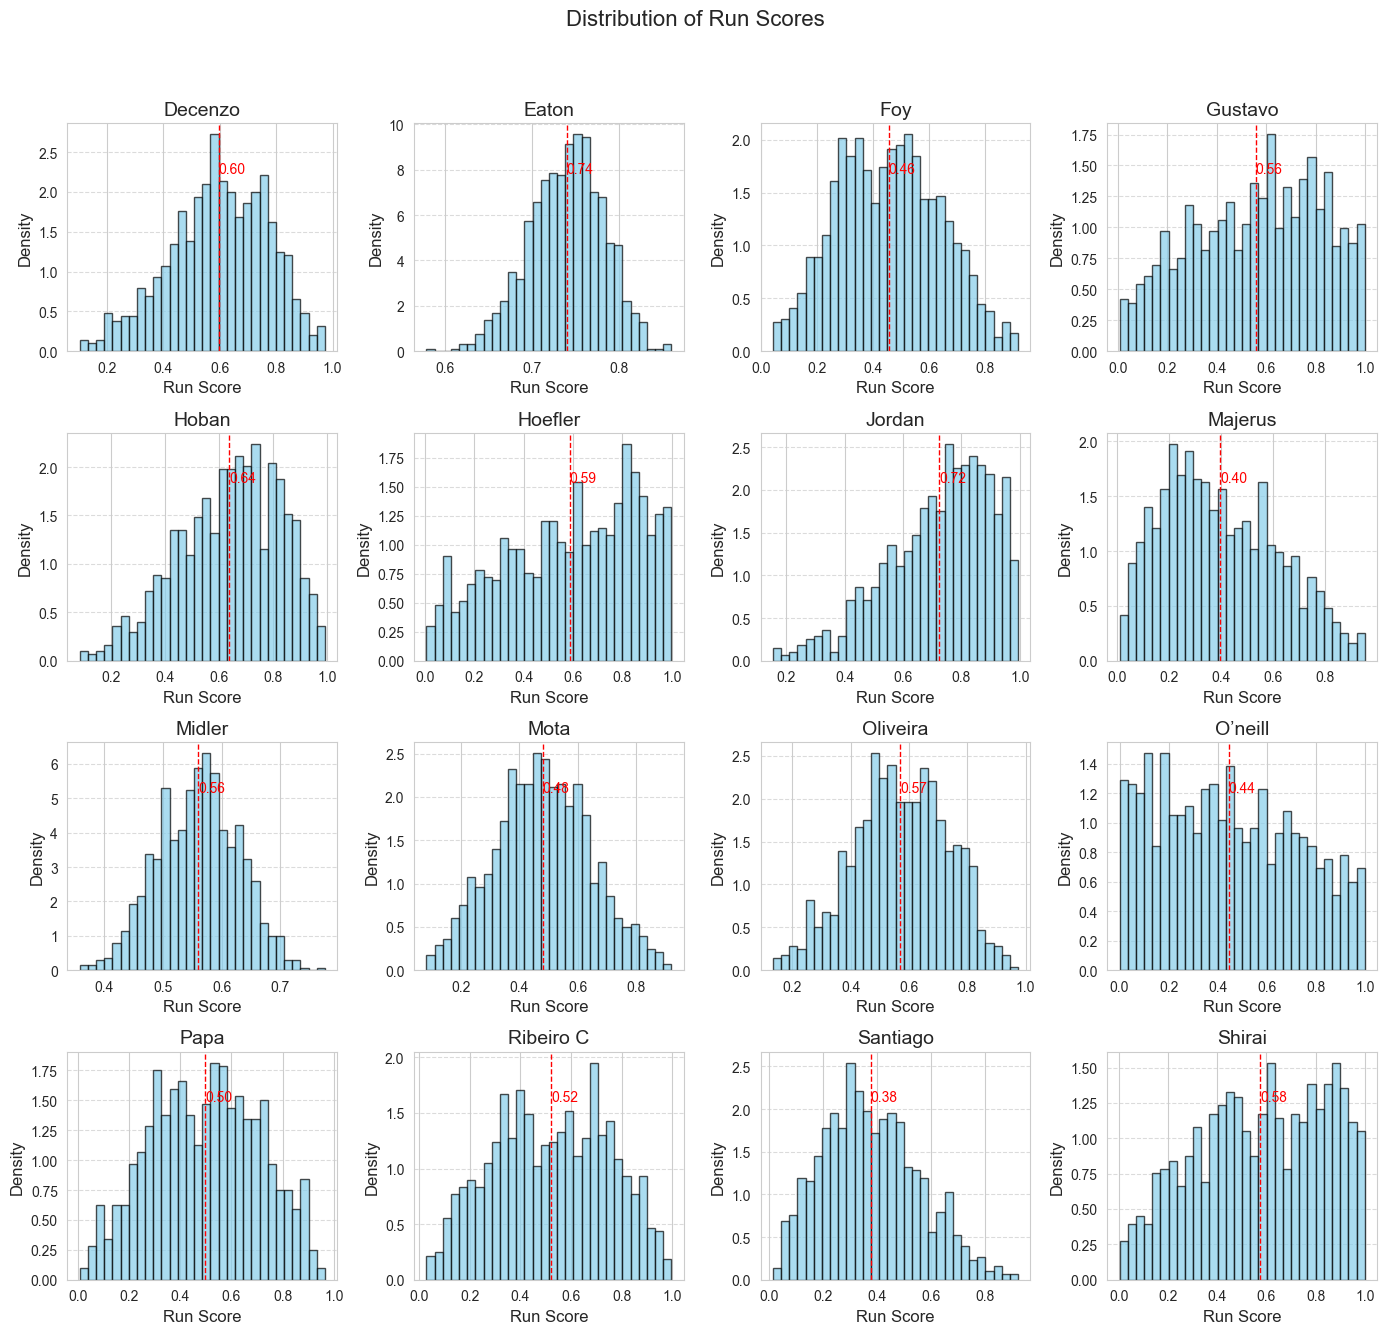 Distribution of Run Scores
Decenzo
Eaton
Foy
Gustavo
0.60
0.74
0.46
0.56
Density
Density
Density
Density
0.0
0.5
1.0
1.5
2.0
2.5
0
2
4
6
8
10
0.0
0.5
1.0
1.5
2.0
0.00
0.25
0.50
0.75
1.00
1.25
1.50
1.75
0.2 0.4 0.6 0.8 1.0
0.6 0.7 0.8
0.0 0.2 0.4 0.6 0.8
0.0 0.2 0.4 0.6 0.8 1.0
Run Score
Run Score
Run Score
Run Score
Hoban
Hoefler
Jordan
Majerus
0.64
0.59
0.72
0.40
Density
Density
Density
Density
0.0
0.5
1.0
1.5
2.0
0.00
0.25
0.50
0.75
1.00
1.25
1.50
1.75
0.0
0.5
1.0
1.5
2.0
2.5
0.0
0.5
1.0
1.5
2.0
0.2 0.4 0.6 0.8 1.0
0.0 0.2 0.4 0.6 0.8 1.0
0.2 0.4 0.6 0.8 1.0
0.0 0.2 0.4 0.6 0.8
Run Score
Run Score
Run Score
Run Score
Midler
Mota
Oliveira
O’neill
0.56
0.48
0.57
0.44
Density
Density
Density
Density
0
1
2
3
4
5
6
0.0
0.5
1.0
1.5
2.0
2.5
0.0
0.5
1.0
1.5
2.0
2.5
0.0
0.2
0.4
0.6
0.8
1.0
1.2
1.4
0.4 0.5 0.6 0.7
0.2 0.4 0.6 0.8
0.2 0.4 0.6 0.8 1.0
0.0 0.2 0.4 0.6 0.8 1.0
Run Score
Run Score
Run Score
Run Score
Papa
Ribeiro C
Santiago
Shirai
0.50
0.52
0.38
0.58
Density
Density
Density
Density
0.00
0.25
0.50
0.75
1.00
1.25
1.50
1.75
0.0
0.5
1.0
1.5
2.0
0.0
0.5
1.0
1.5
2.0
2.5
0.00
0.25
0.50
0.75
1.00
1.25
1.50
0.0 0.2 0.4 0.6 0.8 1.0
0.0 0.2 0.4 0.6 0.8 1.0
0.0 0.2 0.4 0.6 0.8
0.0 0.2 0.4 0.6 0.8 1.0
Run Score
Run Score
Run Score
Run Score